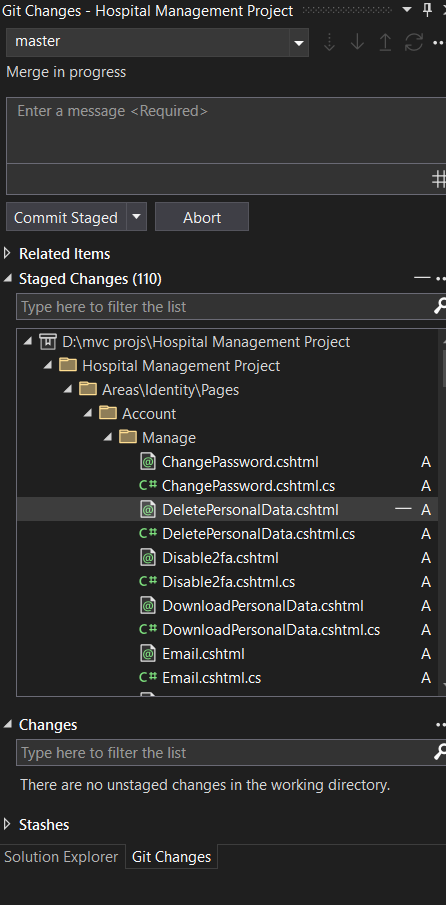 Git Changes - Hospital Management Project
master
Merge in progress
Enter a message <Required>
Commit Staged
Abort
Related Items
Staged Changes (110)
Type here to filter the list
D:\mvc projs\Hospital Management Project
Hospital Management Project
Areas\Identity\Pages
Account
Manage
ChangePassword.cshtml A
C# ChangePassword.cshtml.cs A
DeletePersonalData.cshtml A
C# DeletePersonalData.cshtml.cs A
Disable2fa.cshtml A
C# Disable2fa.cshtml.cs A
DownloadPersonalData.cshtml A
C# DownloadPersonalData.cshtml.cs A
Email.cshtml A
C# Email.cshtml.cs A
Changes
Type here to filter the list
There are no unstaged changes in the working directory.
Stashes
Solution Explorer Git Changes